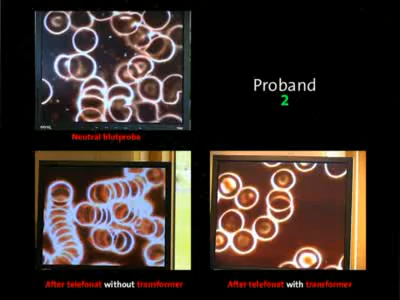 Proband
2
Neutral blutprobe
After telefonat without transformer
After telefonat with transformer